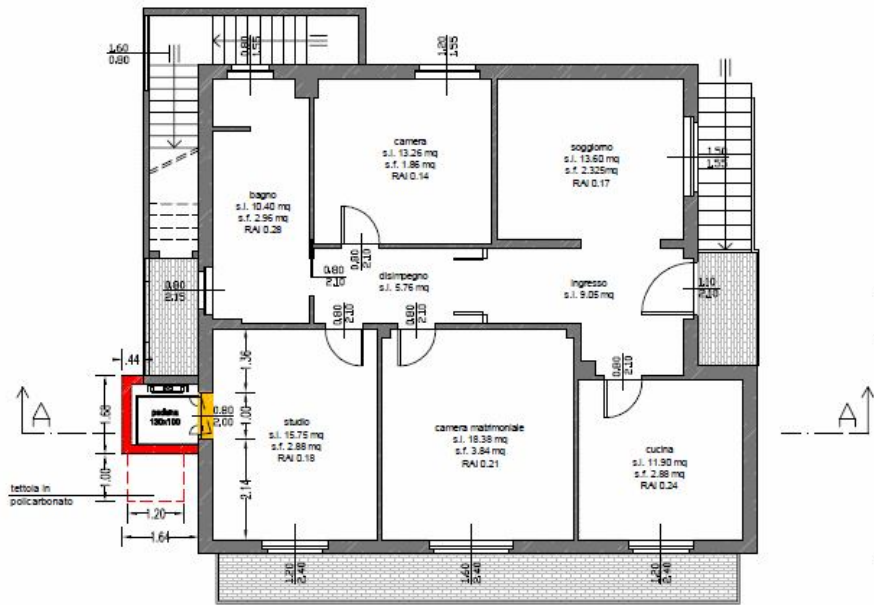 1.60
0.80
0.80
1.55
1.20
1.55
camera
s.i. 13.26 mq
s.f. 1.86 mq
RAI 0.14
soggiorno
s.i. 13.60 mq
s.f. 2.325mq
RAI 0.17
1.50
1.55
bagno
s.i. 10.40 mq
s.f. 2.96 mq
RAI 0.28
0.80
2.10
0.80
2.10
disimpegno
s.i. 5.76 mq
ingresso
s.i. 9.05 mq
1.10
2.10
0.80
2.15
0.80
2.10
0.80
2.10
0.80
2.10
.44
1.36
A
1.68
pedana
130x100
0.80
2.00
1.00
studio
s.i. 15.75 mq
s.f. 2.88 mq
RAI 0.18
camera matrimoniale
s.i. 18.38 mq
s.f. 3.84 mq
RAI 0.21
cucina
s.i. 11.90 mq
s.f. 2.88 mq
RAI 0.24
A
1.00
2.14
tettoia in
policarbonato
1.20
1.64
1.20
2.40
1.60
2.40
1.20
2.40